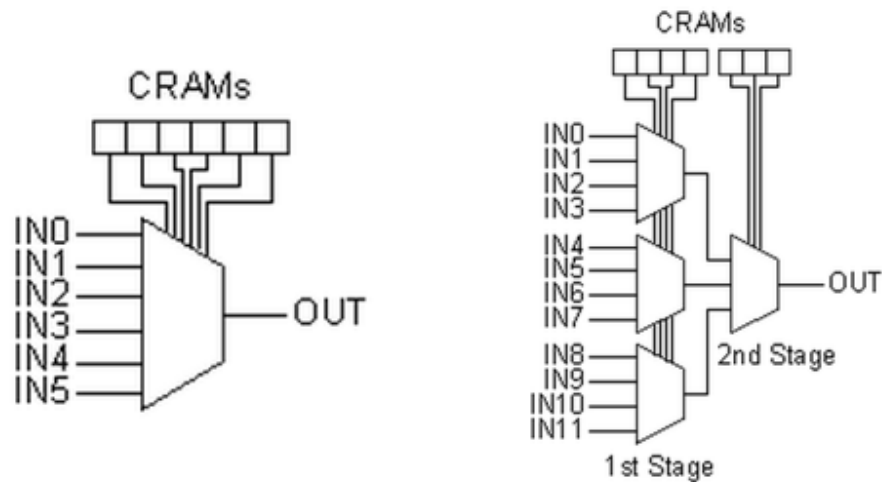 CRAMs
IN0
IN1
IN2
IN3
IN4
IN5
OUT
CRAMs
IN0
IN1
IN2
IN3
IN4
IN5
IN6
IN7
IN8
IN9
IN10
IN11
OUT
2nd Stage
1st Stage